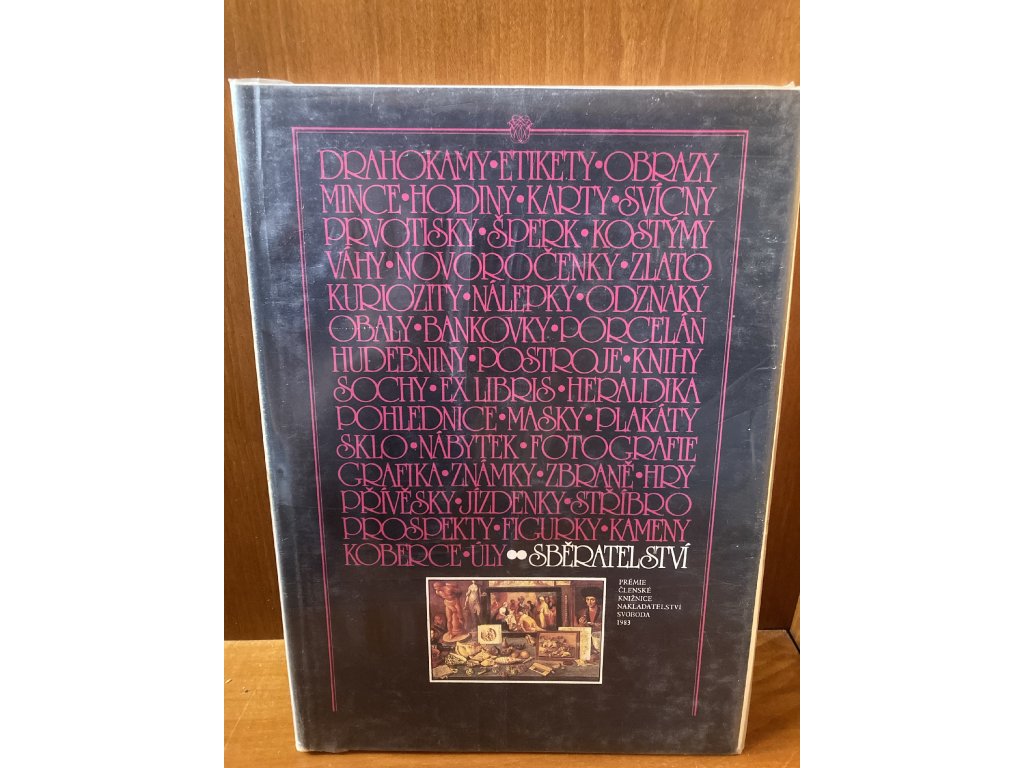 DRAHOKAMY•ETIKETY•OBRAZY
MINCE•HODINY•KARTY•SVÍCNY
PRVOTISKY•ŠPERK•KOSTÝMY
VÁHY•NOVOROČENKY•ZLATO
KURIOZITY•NÁLEPKY•ODZNAKY
OBALY•BANKOVKY•PORCELÁN
HUDEBNINY•POSTROJE•KNIHY
SOCHY•EX LIBRIS•HERALDIKA
POHLEDNICE•MASKY•PLAKÁTY
SKLO•NÁBYTEK•FOTOGRAFIE
GRAFIKA•ZNÁMKY•ZBRANĚ•HRY
PŘÍVĚSKY•JÍZDENKY•STŘÍBRO
PROSPEKTY•FIGURKY•KAMENY
KOBERCE•ÚLY••SBĚRATELSTVÍ
PRÉMIE
ČLENSKÉ
KNIŽNICE
NAKLADATELSTVÍ
SVOBODA
1983